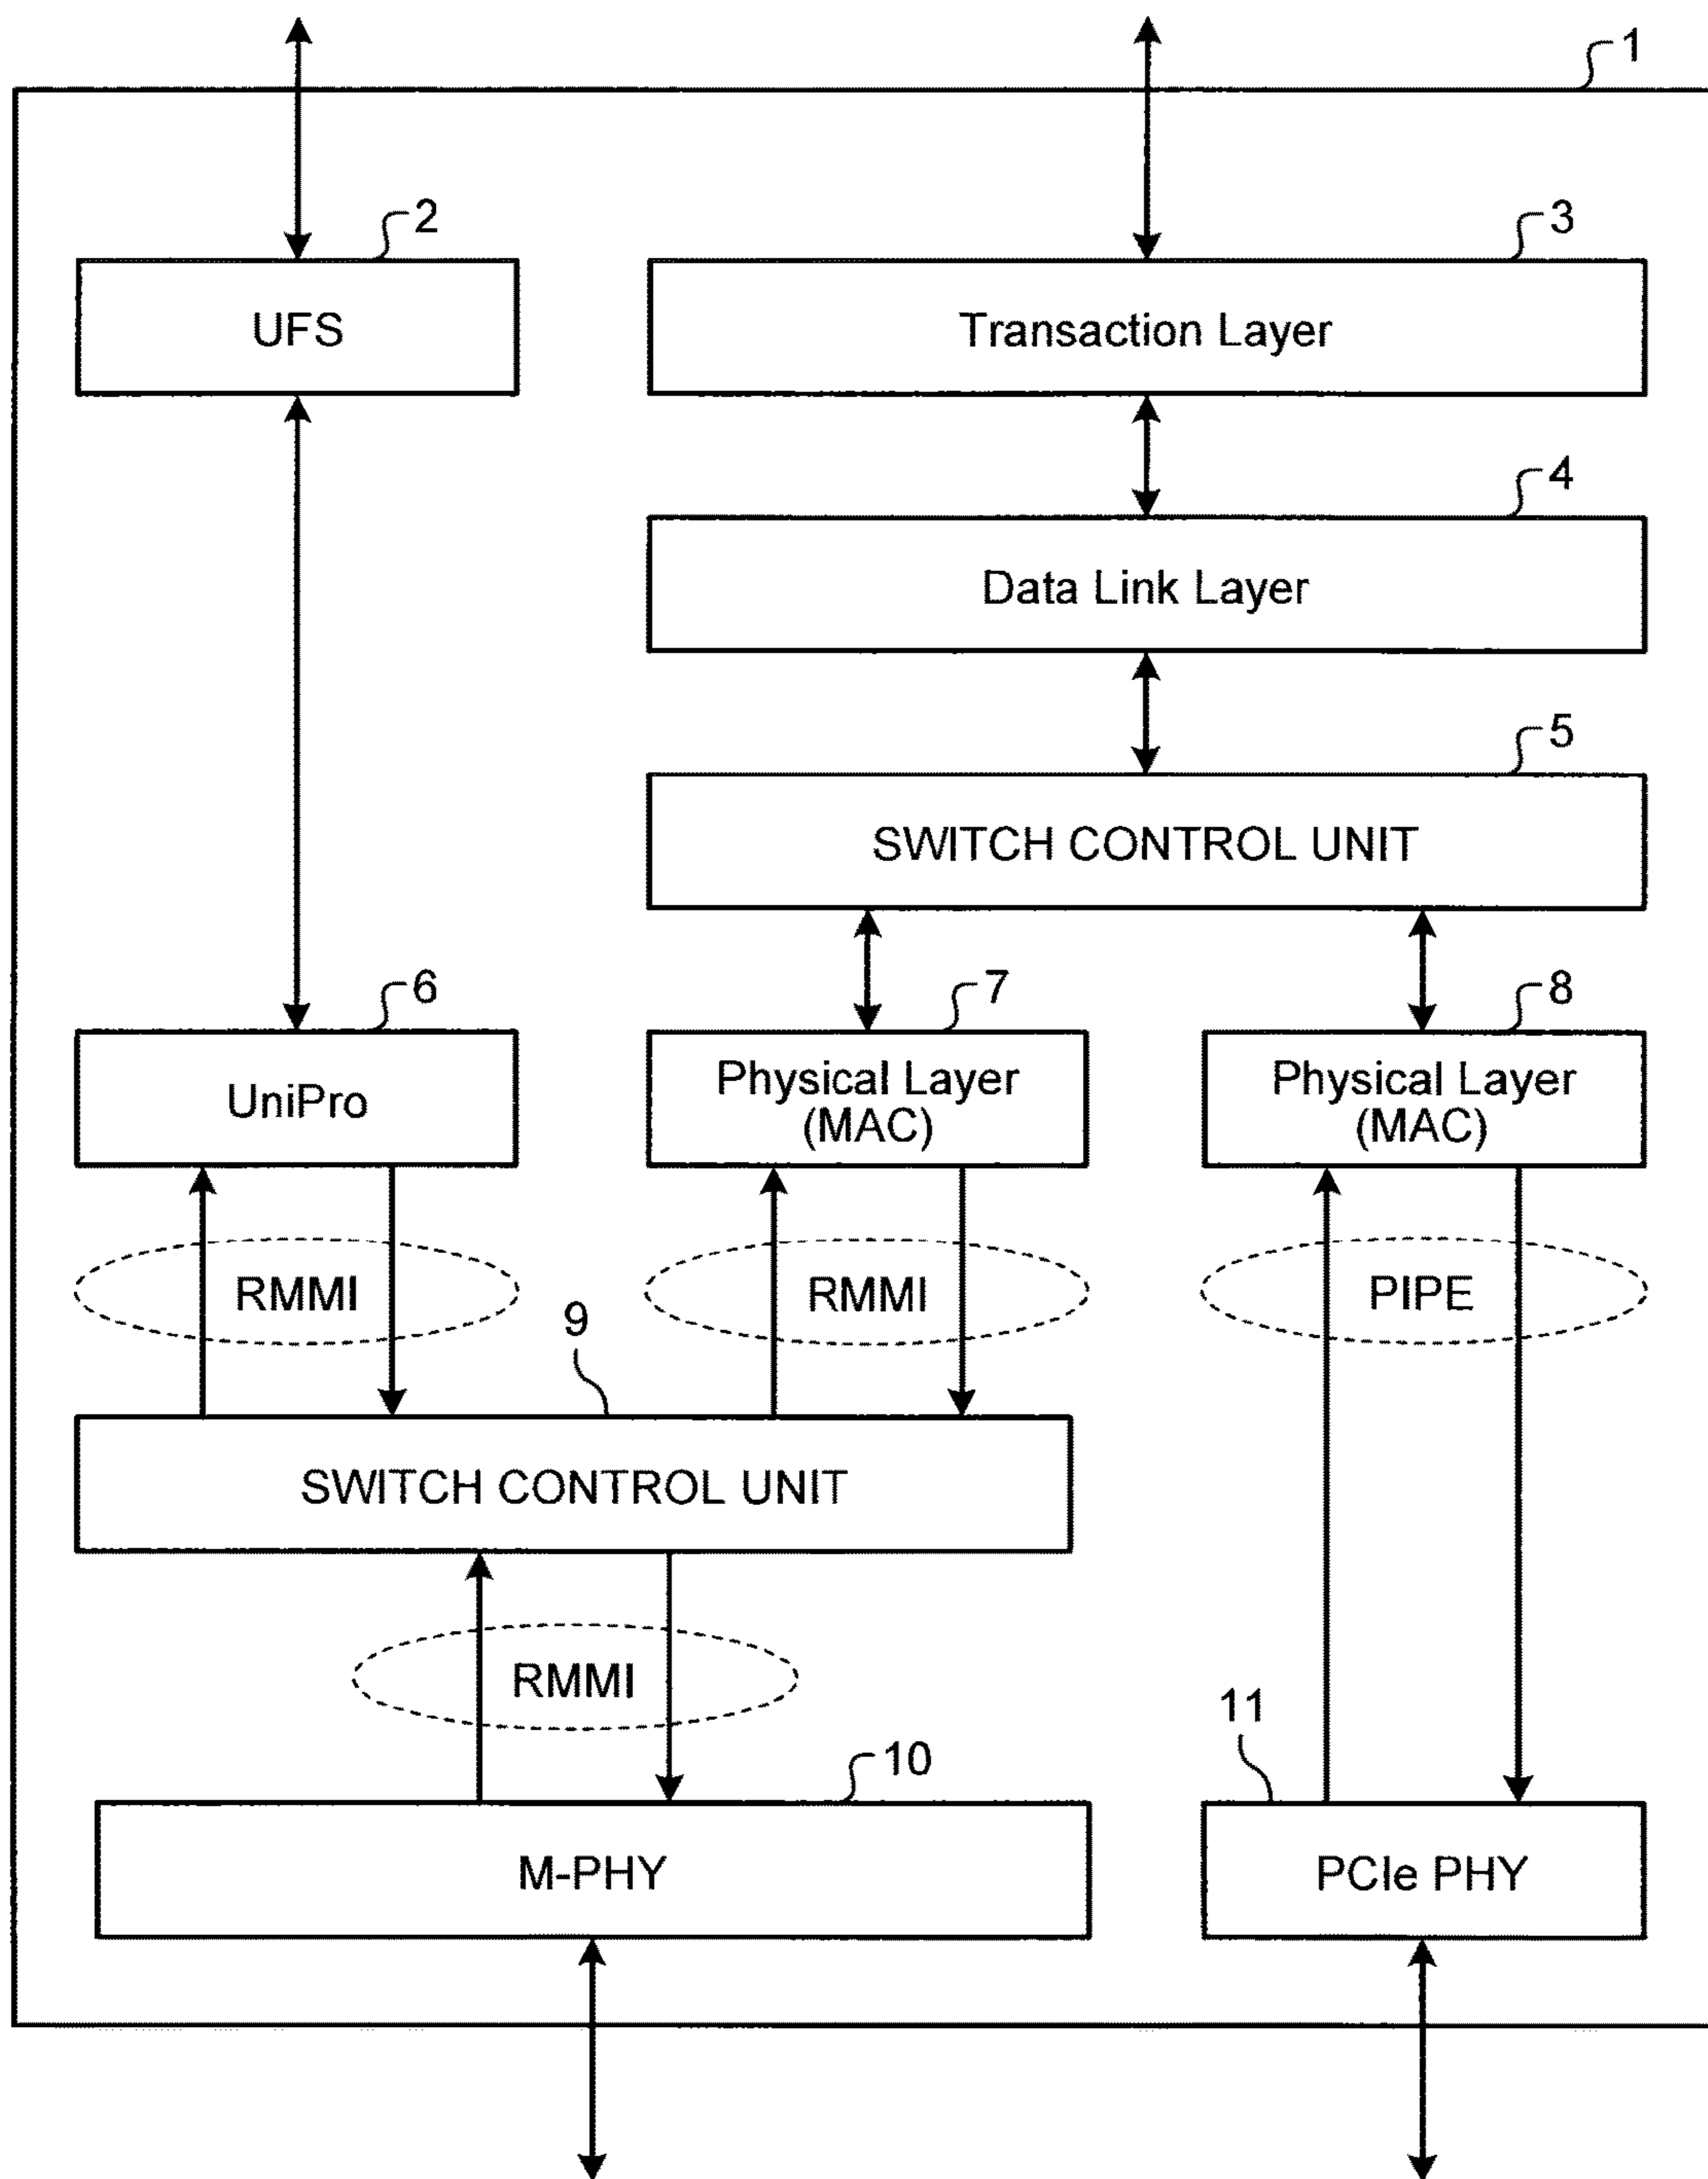 1
2
3
UFS
Transaction Layer
4
Data Link Layer
5
SWITCH CONTROL UNIT
6
7
8
UniPro
Physical Layer
(MAC)
Physical Layer
(MAC)
RMMI
RMMI
PIPE
9
SWITCH CONTROL UNIT
RMMI
10
11
M-PHY
PCIe PHY